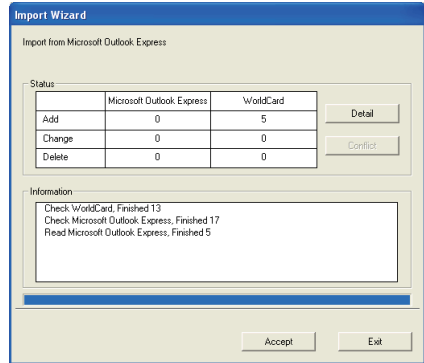 Import Wizard
Import from Microsoft Outlook Express
Status
Microsoft Outlook Express WorldCard
Add 0 5
Detail
Change 0 0
Conflict
Delete 0 0
Information
Check WorldCard, Finished 13
Check Microsoft Outlook Express, Finished 17
Read Microsoft Outlook Express, Finished 5
Accept Exit